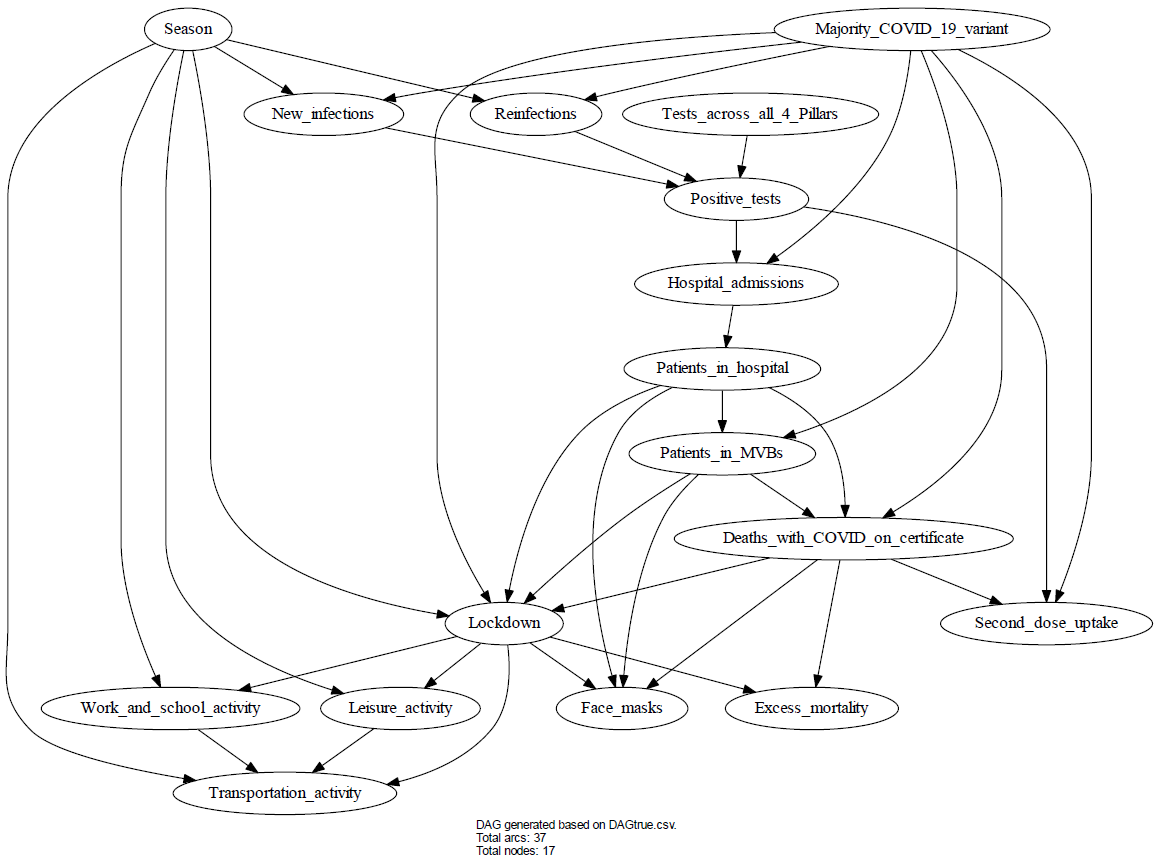 Season
Majority_COVID_19_variant
New_infections
Reinfections
Tests_across_all_4_Pillars
Positive_tests
Hospital_admissions
Patients_in_hospital
Patients_in_MVBs
Deaths_with_COVID_on_certificate
Lockdown
Second_dose_uptake
Work_and_school_activity
Leisure_activity
Face_masks
Excess_mortality
Transportation_activity
DAG generated based on DAGtrue.csv.
Total arcs: 37
Total nodes: 17